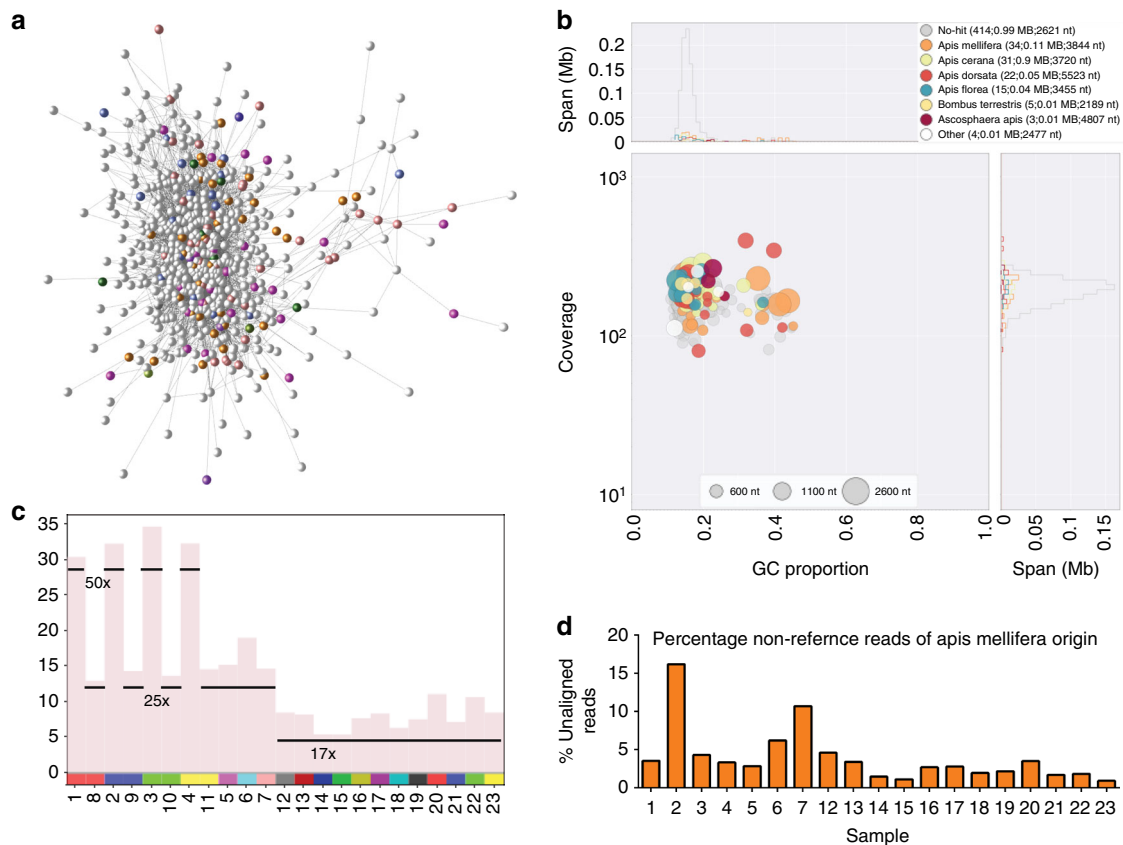 a
b
Span (Mb)
0.2
0.15
0.1
0.05
0
No-hit (414;0.99 MB;2621 nt)
Apis mellifera (34;0.11 MB;3844 nt)
Apis cerana (31;0.9 MB;3720 nt)
Apis dorsata (22;0.05 MB;5523 nt)
Apis florea (15;0.04 MB;3455 nt)
Bombus terrestris (5;0.01 MB;2189 nt)
Ascosphaera apis (3;0.01 MB;4807 nt)
Other (4;0.01 MB;2477 nt)
Coverage
10³
10²
10¹
600 nt 1100 nt 2600 nt
0.0 0.2 0.4 0.6 0.8 1.0
GC proportion
0 0.05 0.1 0.15
Span (Mb)
c
35
30
25
20
15
10
5
0
50x
25x
17x
1 8 2 9 3 10 4 11 5 6 7 12 13 14 15 16 17 18 19 20 21 22 23
d
Percentage non-refernce reads of apis mellifera origin
% Unaligned
reads
20
15
10
5
0
1 2 3 4 5 6 7 12 13 14 15 16 17 18 19 20 21 22 23
Sample